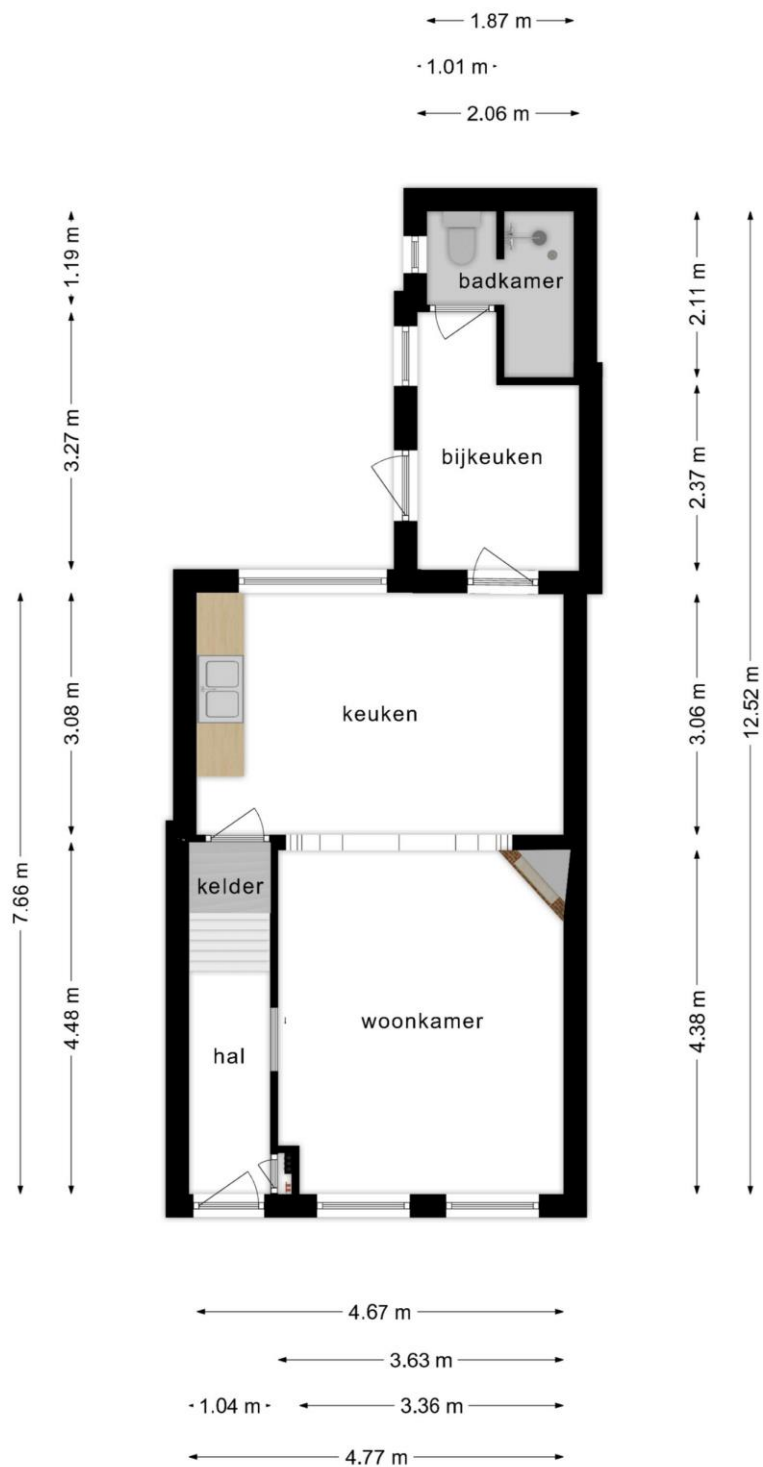 1.87 m
1.01 m
2.06 m
1.19 m
2.11 m
badkamer
3.27 m
bijkeuken
2.37 m
12.52 m
7.66 m
3.08 m
keuken
3.06 m
kelder
4.48 m
woonkamer
4.38 m
hal
4.67 m
3.63 m
1.04 m
3.36 m
4.77 m